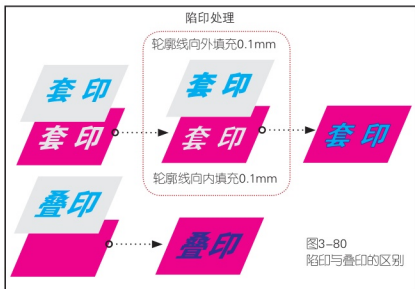 陷印处理
轮廓线向外填充0.1mm
套印
套印
套印
套印
套印
轮廓线向内填充0.1mm
叠印
叠印
图3-80
陷印与叠印的区别